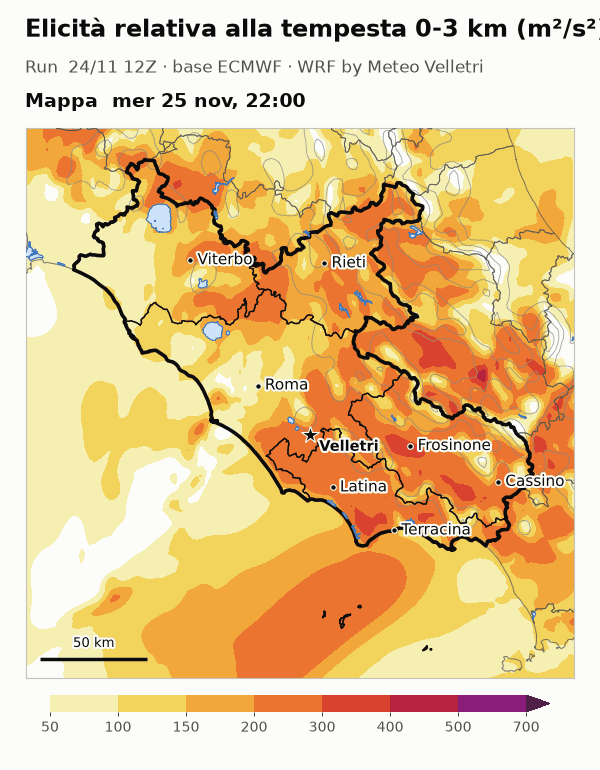 Elicità relativa alla tempesta 0-3 km (m²/s²)
Run  24/11 12Z · base ECMWF · WRF by Meteo Velletri
Mappa  mer 25 nov, 22:00
Viterbo
Rieti
Roma
Velletri
Frosinone
Latina
Cassino
Terracina
50 km
50 100 150 200 300 400 500 700